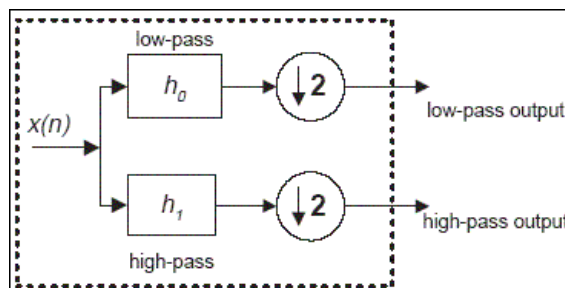 low-pass
h₀
↓ 2
low-pass output
x(n)
h₁
↓ 2
high-pass output
high-pass